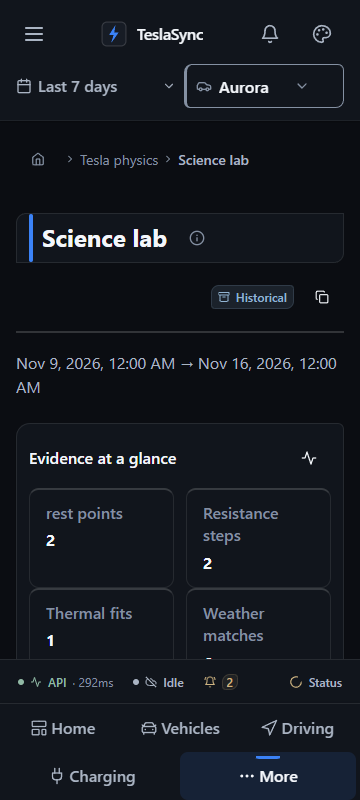 TeslaSync
Last 7 days
Aurora
Tesla physics
Science lab
Science lab
Historical
Nov 9, 2026, 12:00 AM → Nov 16, 2026, 12:00
AM
Evidence at a glance
rest points
2
Resistance
steps
2
Thermal fits
1
Weather
matches
API · 292ms
Idle
2
Status
Home
Vehicles
Driving
Charging
More